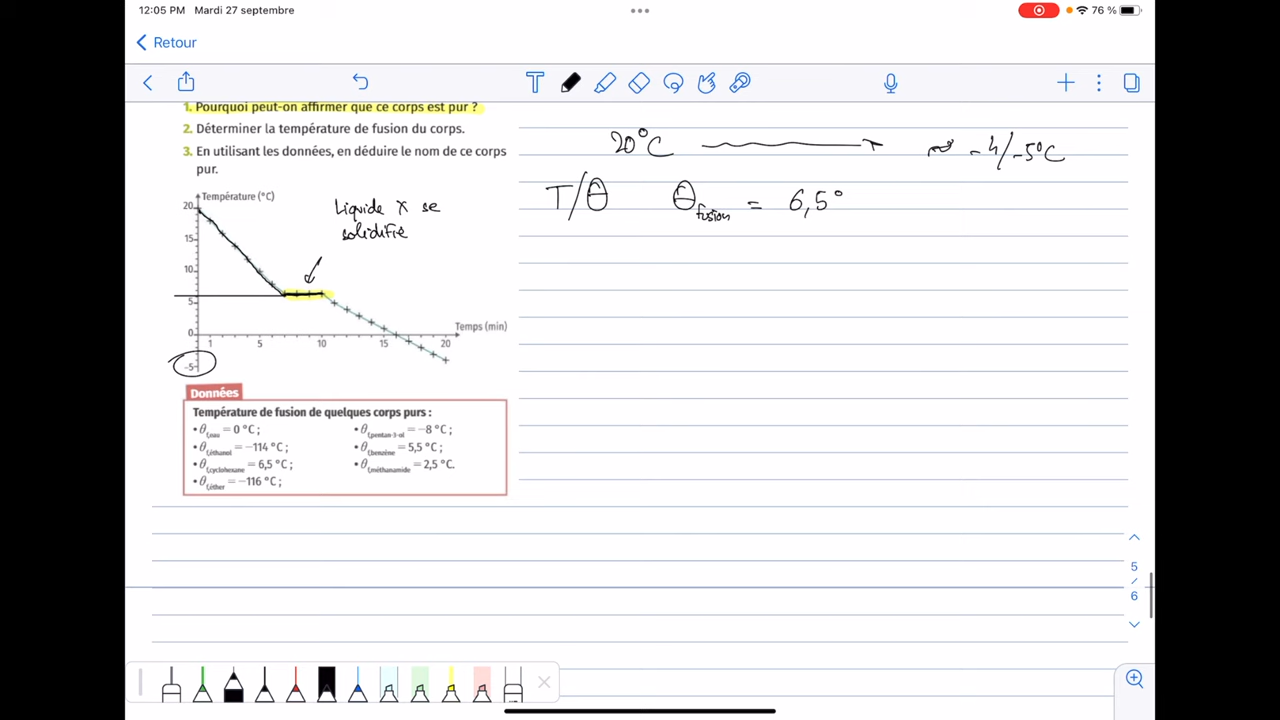 12:05 PM Mardi 27 septembre
76 %
Retour
1. Pourquoi peut-on affirmer que ce corps est pur ?
2. Déterminer la température de fusion du corps.
3. En utilisant les données, en déduire le nom de ce corps
pur.
20°C
-4/-5°C
T/θ θfusion = 6,5°
Température (°C)
Liquide x se
solidifie
20
15
10
5
0
-5
1 5 10 15 20
Temps (min)
Données
Température de fusion de quelques corps purs :
• θf,eau = 0 °C ;
• θf,éthanol = −114 °C ;
• θf,cyclohexane = 6,5 °C ;
• θf,éther = −116 °C ;
• θf,pentan-3-ol = −8 °C ;
• θf,benzène = 5,5 °C ;
• θf,méthanamide = 2,5 °C.
5
/
6